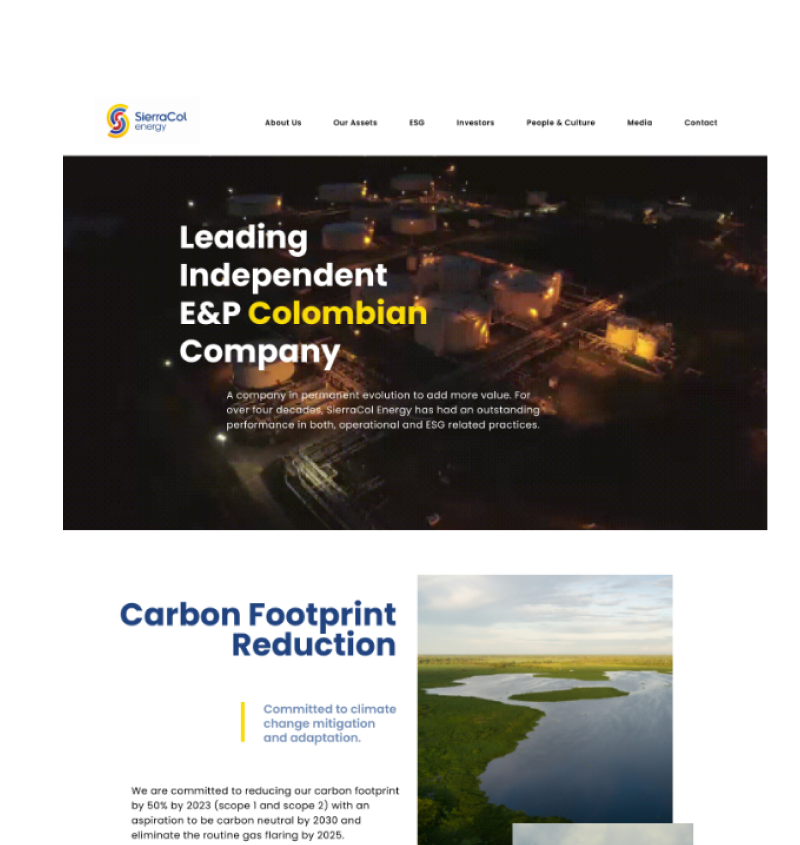 SierraCol
energy
About Us Our Assets ESG Investors People & Culture Media Contact
Leading
Independent
E&P Colombian
Company
A company in permanent evolution to add more value. For
over four decades, SierraCol Energy has had an outstanding
performance in both, operational and ESG related practices.
Carbon Footprint
Reduction
Committed to climate
change mitigation
and adaptation.
We are committed to reducing our carbon footprint
by 50% by 2023 (scope 1 and scope 2) with an
aspiration to be carbon neutral by 2030 and
eliminate the routine gas flaring by 2025.